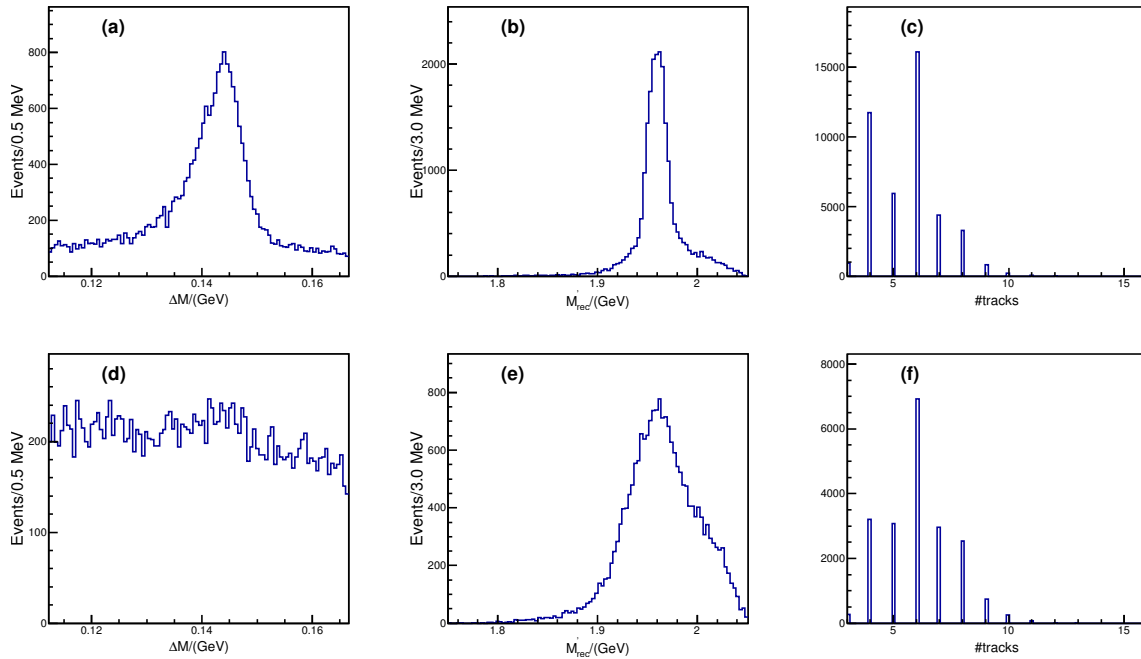 (a)
Events/0.5 MeV
800
600
400
200
0
0.12
0.14
0.16
ΔM/(GeV)
(b)
Events/3.0 MeV
2000
1000
0
1.8
1.9
2
M'rec/(GeV)
(c)
15000
10000
5000
0
5
10
15
#tracks
(d)
Events/0.5 MeV
200
100
0
0.12
0.14
0.16
ΔM/(GeV)
(e)
Events/3.0 MeV
800
600
400
200
0
1.8
1.9
2
M'rec/(GeV)
(f)
8000
6000
4000
2000
0
5
10
15
#tracks